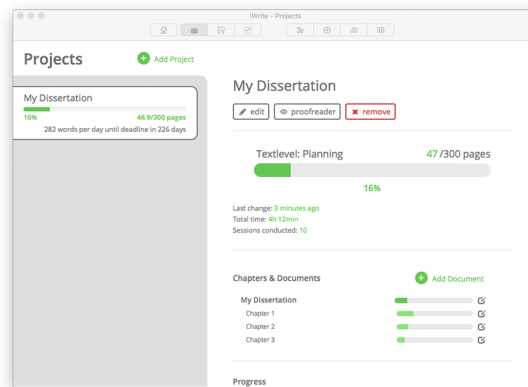 iWrite - Projects
Projects
Add Project
My Dissertation
16% 46.9/300 pages
282 words per day until deadline in 226 days
My Dissertation
edit proofreader remove
Textlevel: Planning 47/300 pages
16%
Last change: 3 minutes ago
Total time: 4h 12min
Sessions conducted: 10
Chapters & Documents Add Document
My Dissertation
Chapter 1
Chapter 2
Chapter 3
Progress